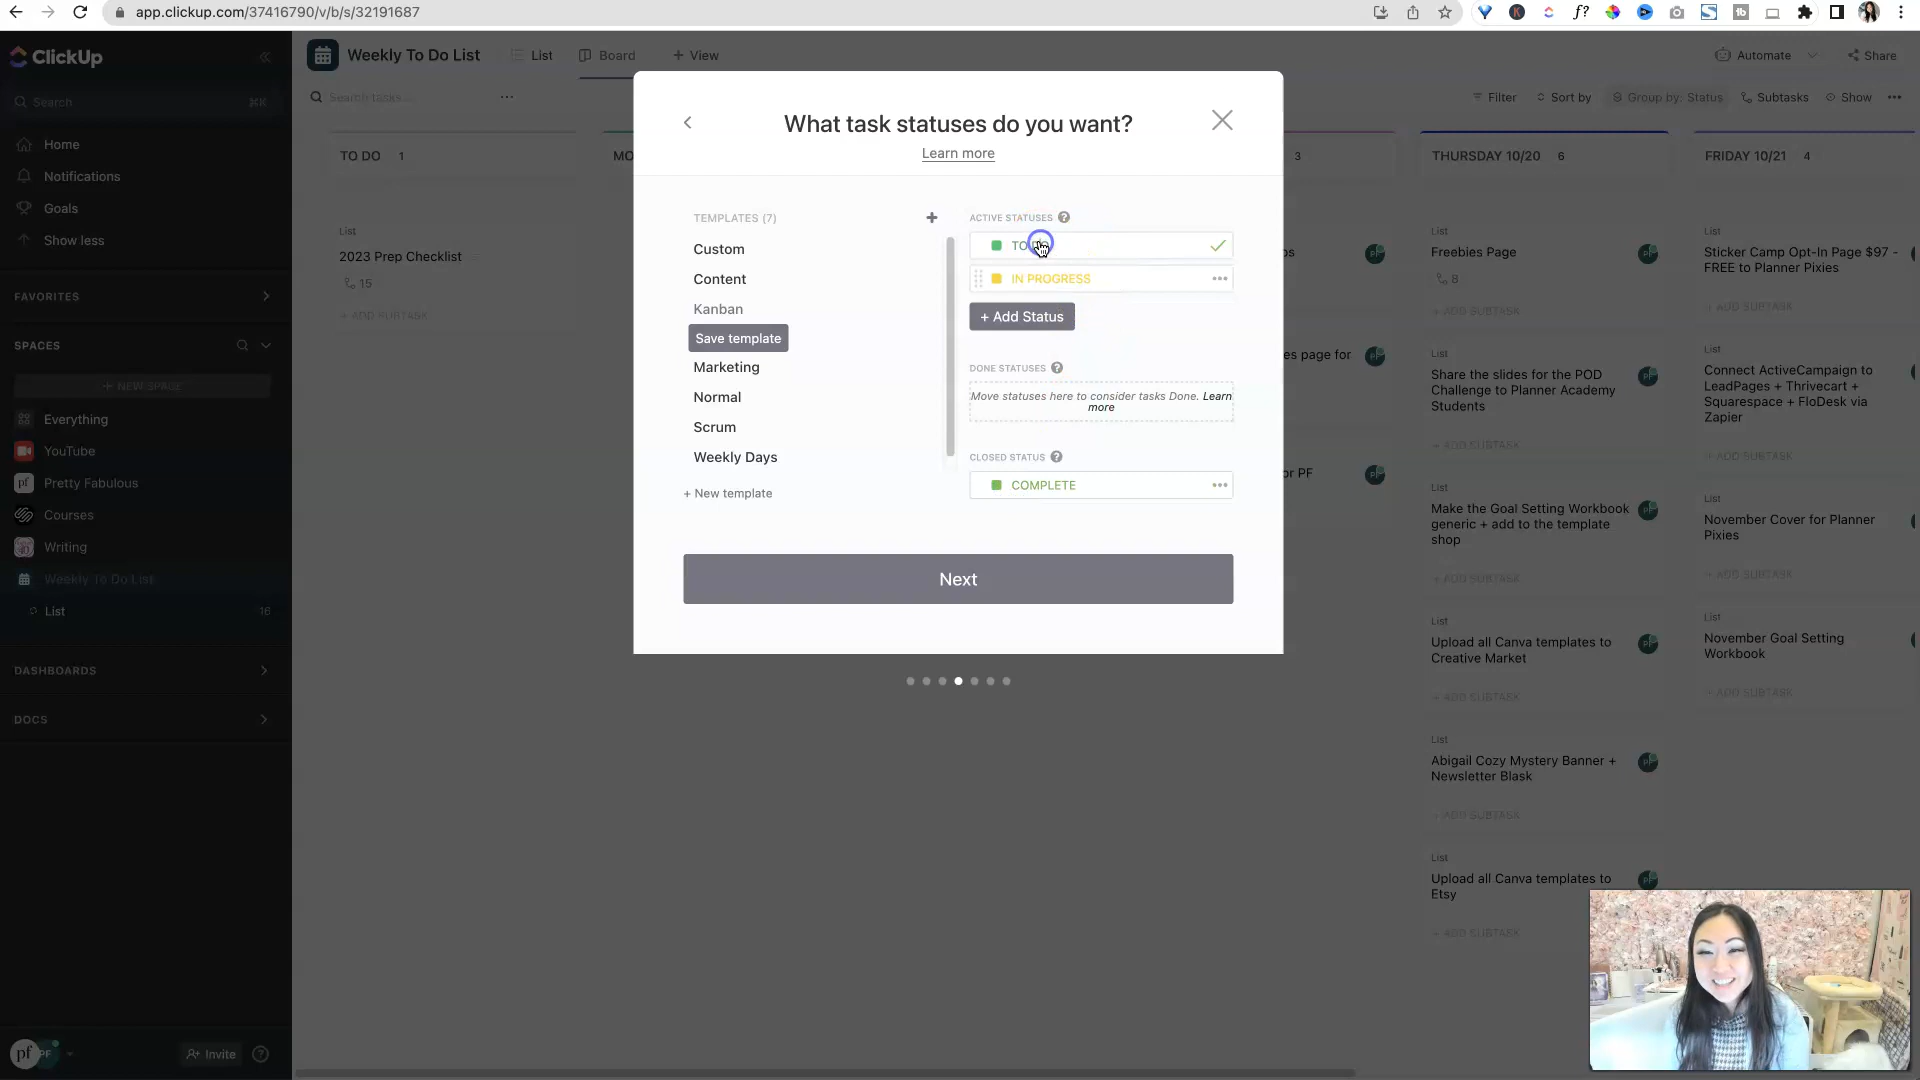 app.clickup.com/37416790/v/b/s/32191687
ClickUp
Weekly To Do List
List
Board
+ View
Automate
Share
Search
⌘K
Search tasks...
Filter
Sort by
Group by: Status
Subtasks
Show
Home
Notifications
Goals
Show less
FAVORITES
SPACES
+ NEW SPACE
Everything
YouTube
Pretty Fabulous
Courses
Writing
Weekly To Do List
List
16
DASHBOARDS
DOCS
pf
PF
Invite
TO DO 1
List
2023 Prep Checklist
15
+ ADD SUBTASK
MO
What task statuses do you want?
Learn more
TEMPLATES (7)
Custom
Content
Kanban
Save template
Marketing
Normal
Scrum
Weekly Days
+ New template
ACTIVE STATUSES
IN PROGRESS
+ Add Status
DONE STATUSES
Move statuses here to consider tasks Done. Learn
more
CLOSED STATUS
COMPLETE
Next
3
es page for
or PF
THURSDAY 10/20 6
List
Freebies Page
8
+ ADD SUBTASK
List
Share the slides for the POD
Challenge to Planner Academy
Students
+ ADD SUBTASK
List
Make the Goal Setting Workbook
generic + add to the template
shop
+ ADD SUBTASK
List
Upload all Canva templates to
Creative Market
+ ADD SUBTASK
List
Abigail Cozy Mystery Banner +
Newsletter Blask
+ ADD SUBTASK
List
Upload all Canva templates to
Etsy
+ ADD SUBTASK
FRIDAY 10/21 4
List
Sticker Camp Opt-In Page $97 -
FREE to Planner Pixies
+ ADD SUBTASK
List
Connect ActiveCampaign to
LeadPages + Thrivecart +
Squarespace + FloDesk via
Zapier
+ ADD SUBTASK
List
November Cover for Planner
Pixies
+ ADD SUBTASK
List
November Goal Setting
Workbook
+ ADD SUBTASK